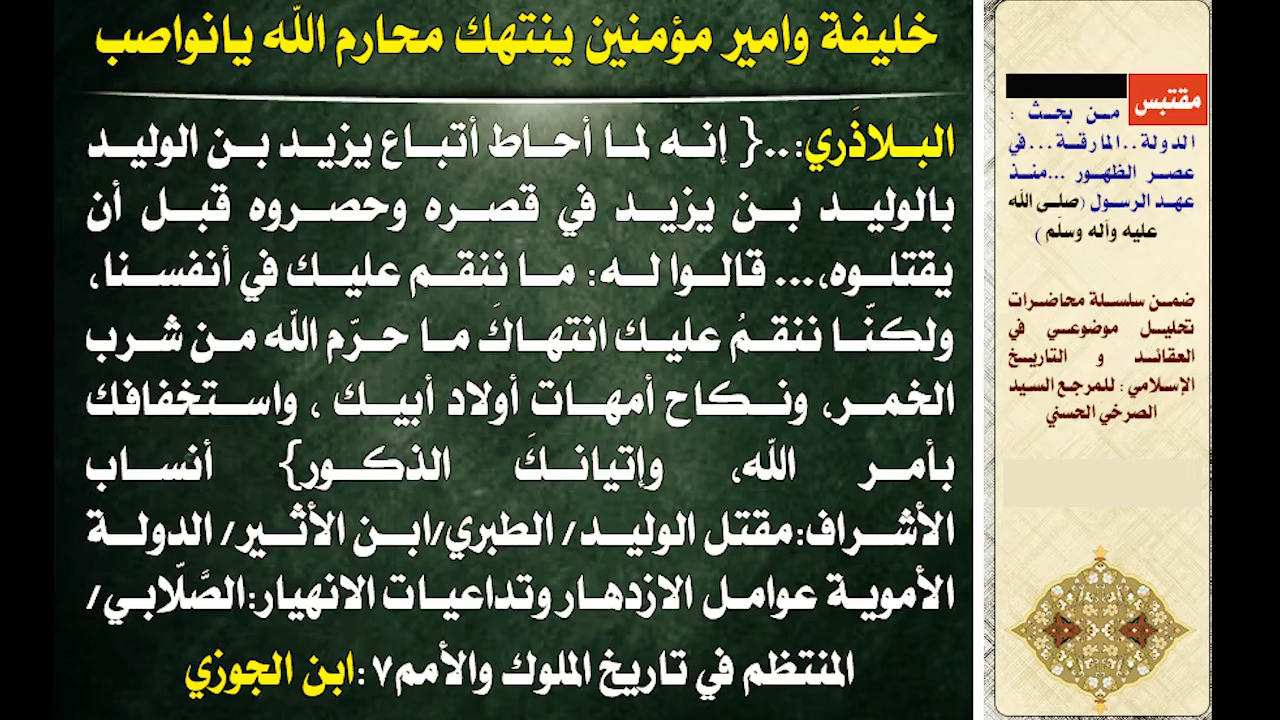 خليفة وامير مؤمنين ينتهك محارم الله يانواصب
البلاذَري:..{ إنه لما أحاط أتباع يزيد بن الوليد
بالوليد بن يزيد في قصره وحصروه قبل أن
يقتلوه،... قالوا له: ما ننقم عليك في أنفسنا،
ولكنّا ننقمُ عليك انتهاكَ ما حرّم الله من شرب
الخمر، ونكاح أمهات أولاد أبيك ، واستخفافك
بأمر الله، وإتيانكَ الذكور} أنساب
الأشراف:مقتل الوليد/ الطبري/ابن الأثير/ الدولة
الأموية عوامل الازدهار وتداعيات الانهيار:الصَّلّابي/
المنتظم في تاريخ الملوك والأمم٧ :ابن الجوزي
مقتبس
من بحث :
الدولة..المارقة...في
عصر الظهور ...منذ
عهد الرسول (صلى الله
عليه وآله وسلّم )
ضمن سلسلة محاضرات
تحليل موضوعي في
العقائد و التاريخ
الإسلامي : للمرجع السيد
الصرخي الحسني